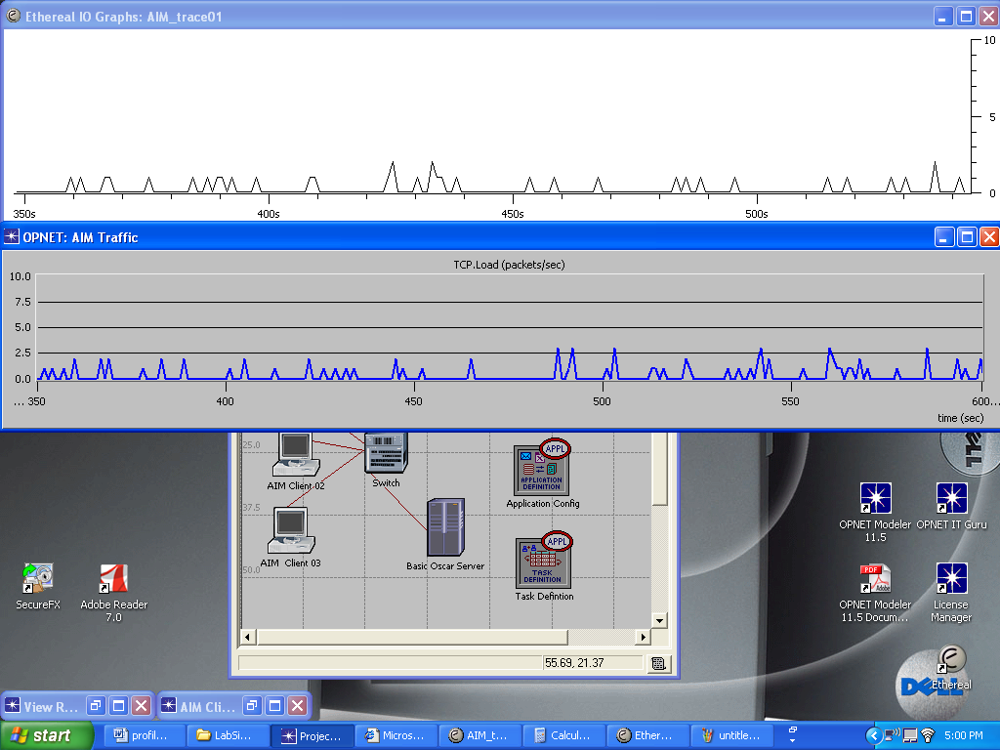 Ethereal IO Graphs: AIM_trace01
10
5
0
350s 400s 450s 500s
OPNET: AIM Traffic
TCP.Load (packets/sec)
10.0
7.5
5.0
2.5
0.0
... 350 400 450 500 550 600...
time (sec)
25.0
AIM Client 02
Switch
APPL
APPLICATION
DEFINITION
Application Config
37.5
AIM Client 03
Basic Oscar Server
50.0
APPL
TASK
DEFINITION
Task Defintion
55.69, 21.37
SecureFX
Adobe Reader
7.0
OPNET Modeler
11.5
OPNET IT Guru
PDF
Adobe
OPNET Modeler
11.5 Docum...
License
Manager
DELL
Ethereal
View R...
AIM Cli...
start
profil...
LabSi...
Projec...
Micros...
AIM_t...
Calcul...
Ether...
untitle...
5:00 PM